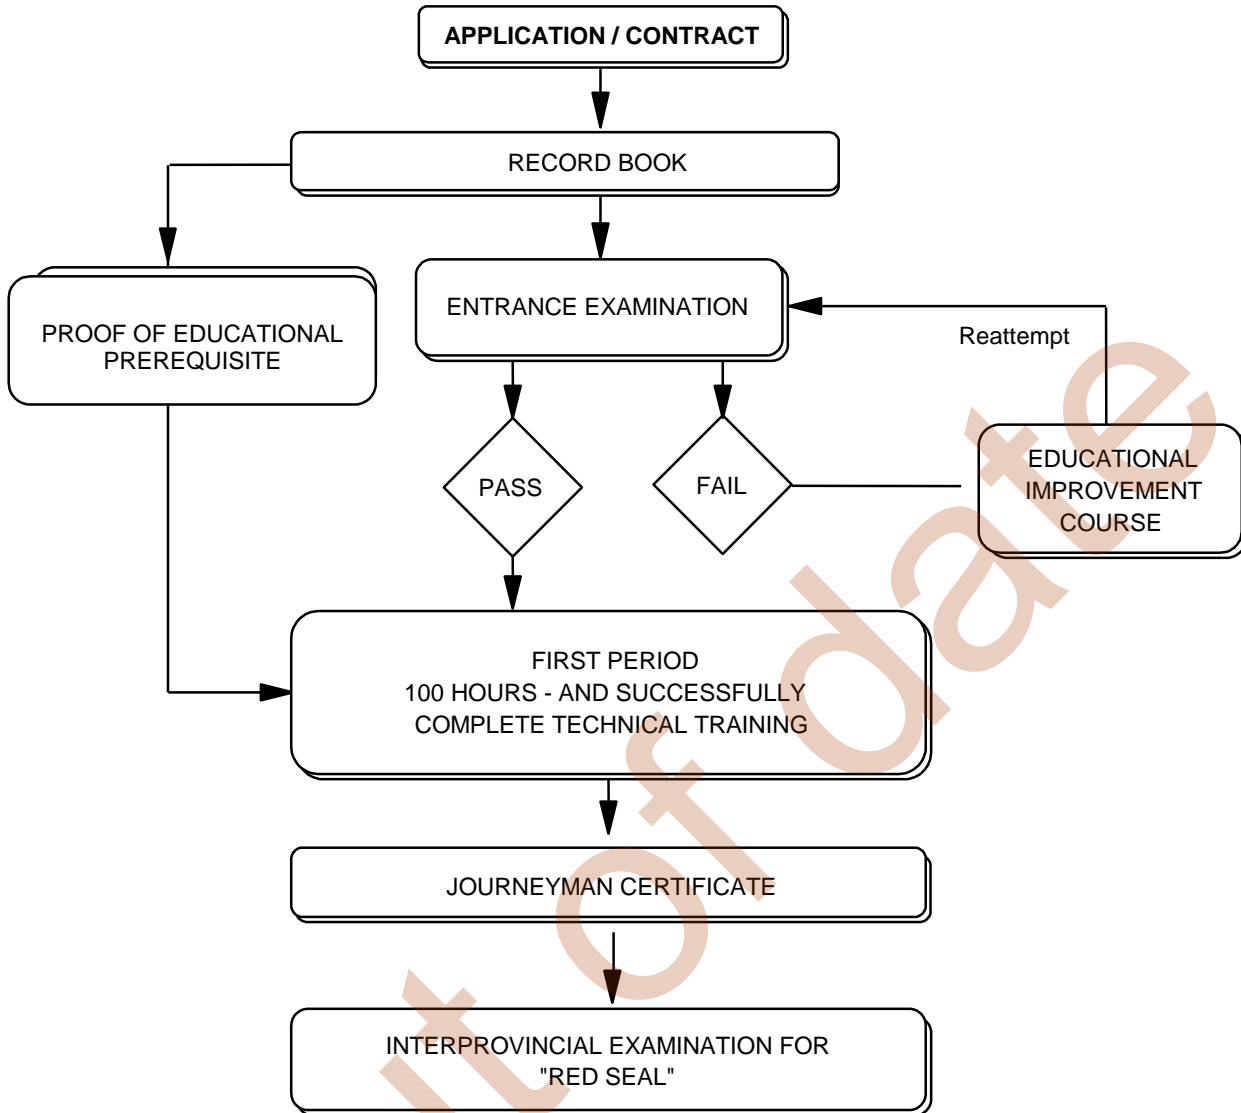 APPLICATION / CONTRACT
RECORD BOOK
PROOF OF EDUCATIONAL
PREREQUISITE
ENTRANCE EXAMINATION
Reattempt
PASS
FAIL
EDUCATIONAL
IMPROVEMENT
COURSE
FIRST PERIOD
100 HOURS - AND SUCCESSFULLY
COMPLETE TECHNICAL TRAINING
JOURNEYMAN CERTIFICATE
INTERPROVINCIAL EXAMINATION FOR
"RED SEAL"
ut of date